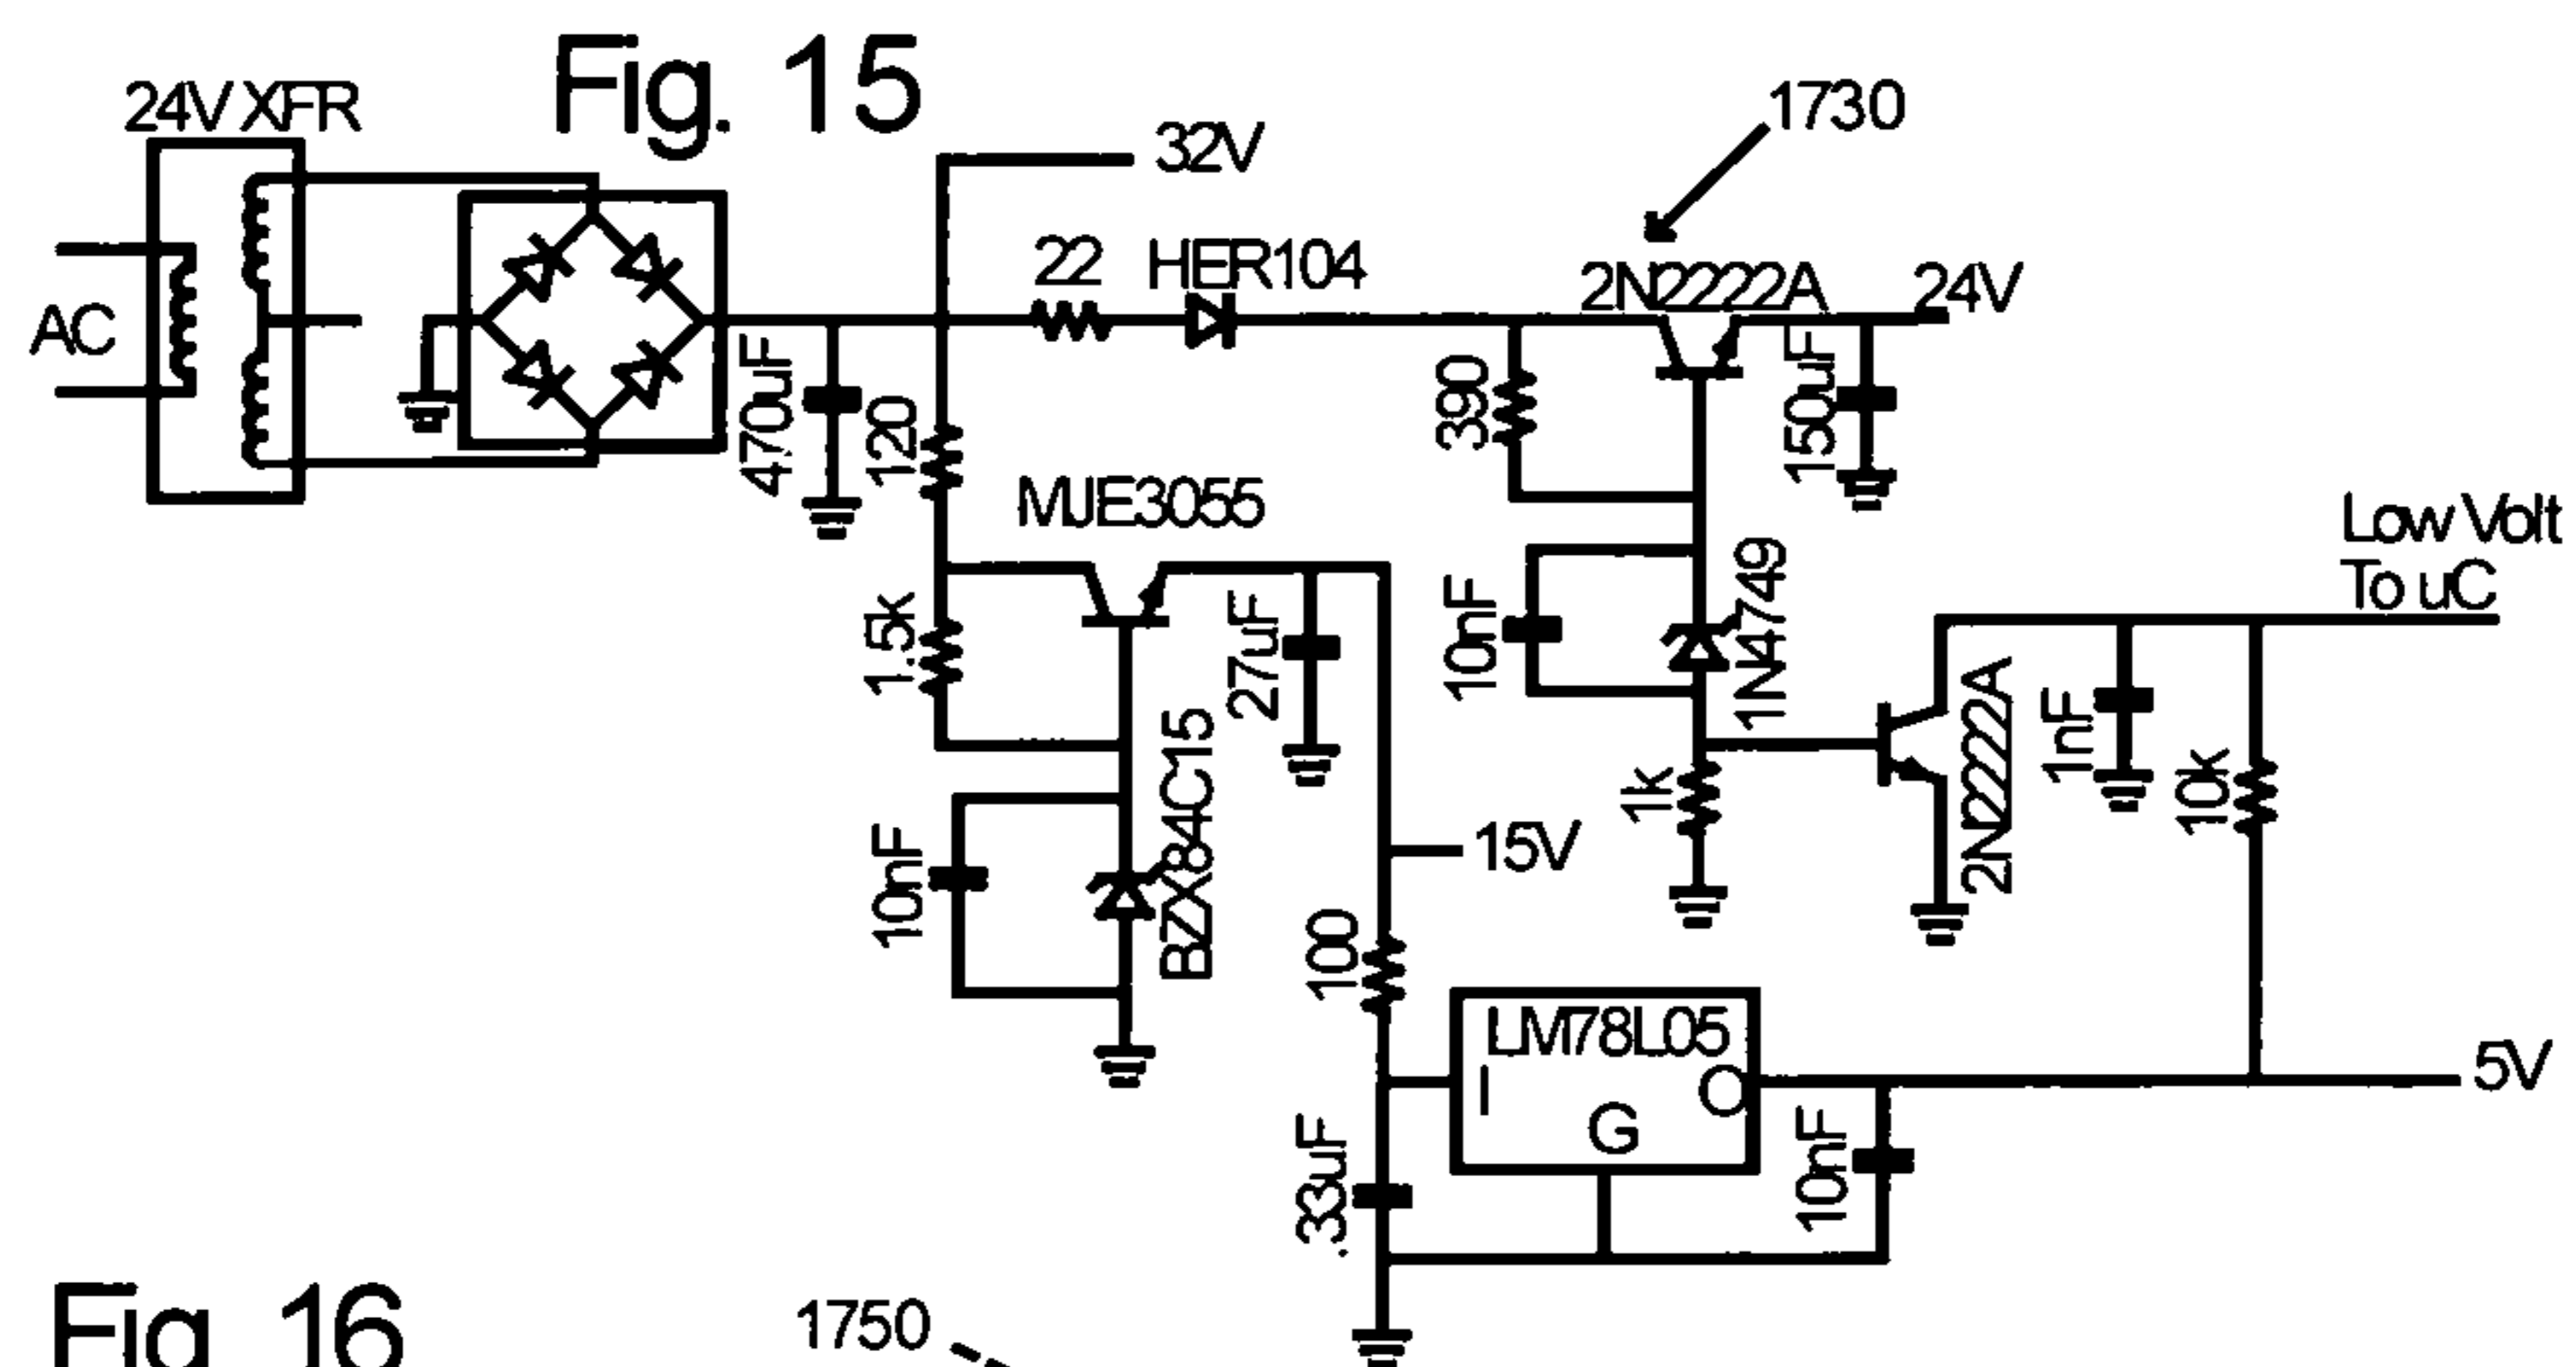 Fig. 15
24V XFR
AC
32V
22
HER104
1730
2N2222A
24V
470uF
120
390
150uF
MJE3055
1.5k
27uF
10nF
1N4749
Low Volt
To uC
2N2222A
1nF
10k
1k
BZX84C15
10nF
15V
100
LM78L05
I
G
O
5V
.33uF
10nF
Fig 16
1750